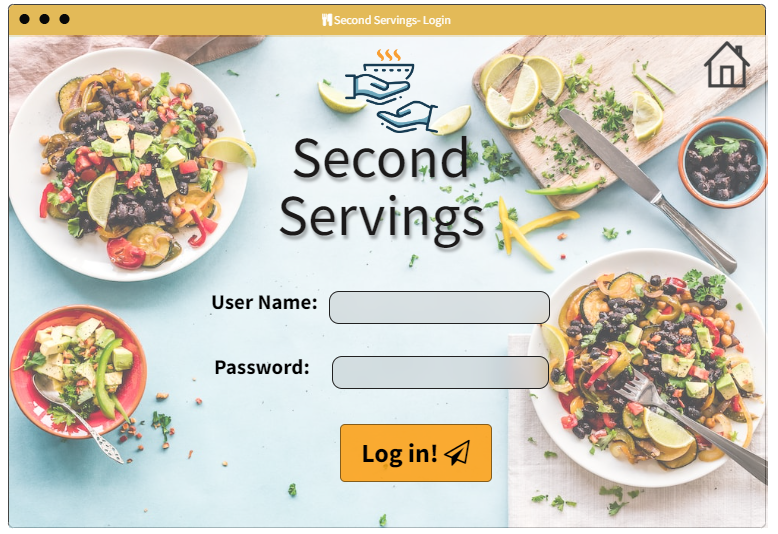 Second Servings- Login
Second
Servings
User Name:
Password:
Log in!